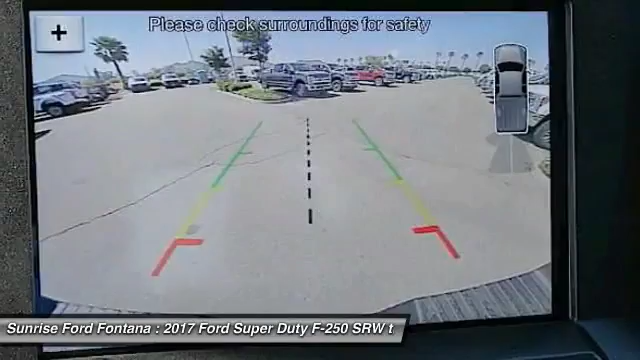 Please check surroundings for safety
+
Sunrise Ford Fontana : 2017 Ford Super Duty F-250 SRW t